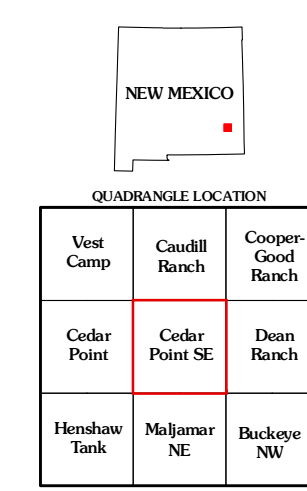 NEW MEXICO
QUADRANGLE LOCATION
Vest
Camp
Caudill
Ranch
Cooper-
Good
Ranch
Cedar
Point
Cedar
Point SE
Dean
Ranch
Henshaw
Tank
Maljamar
NE
Buckeye
NW